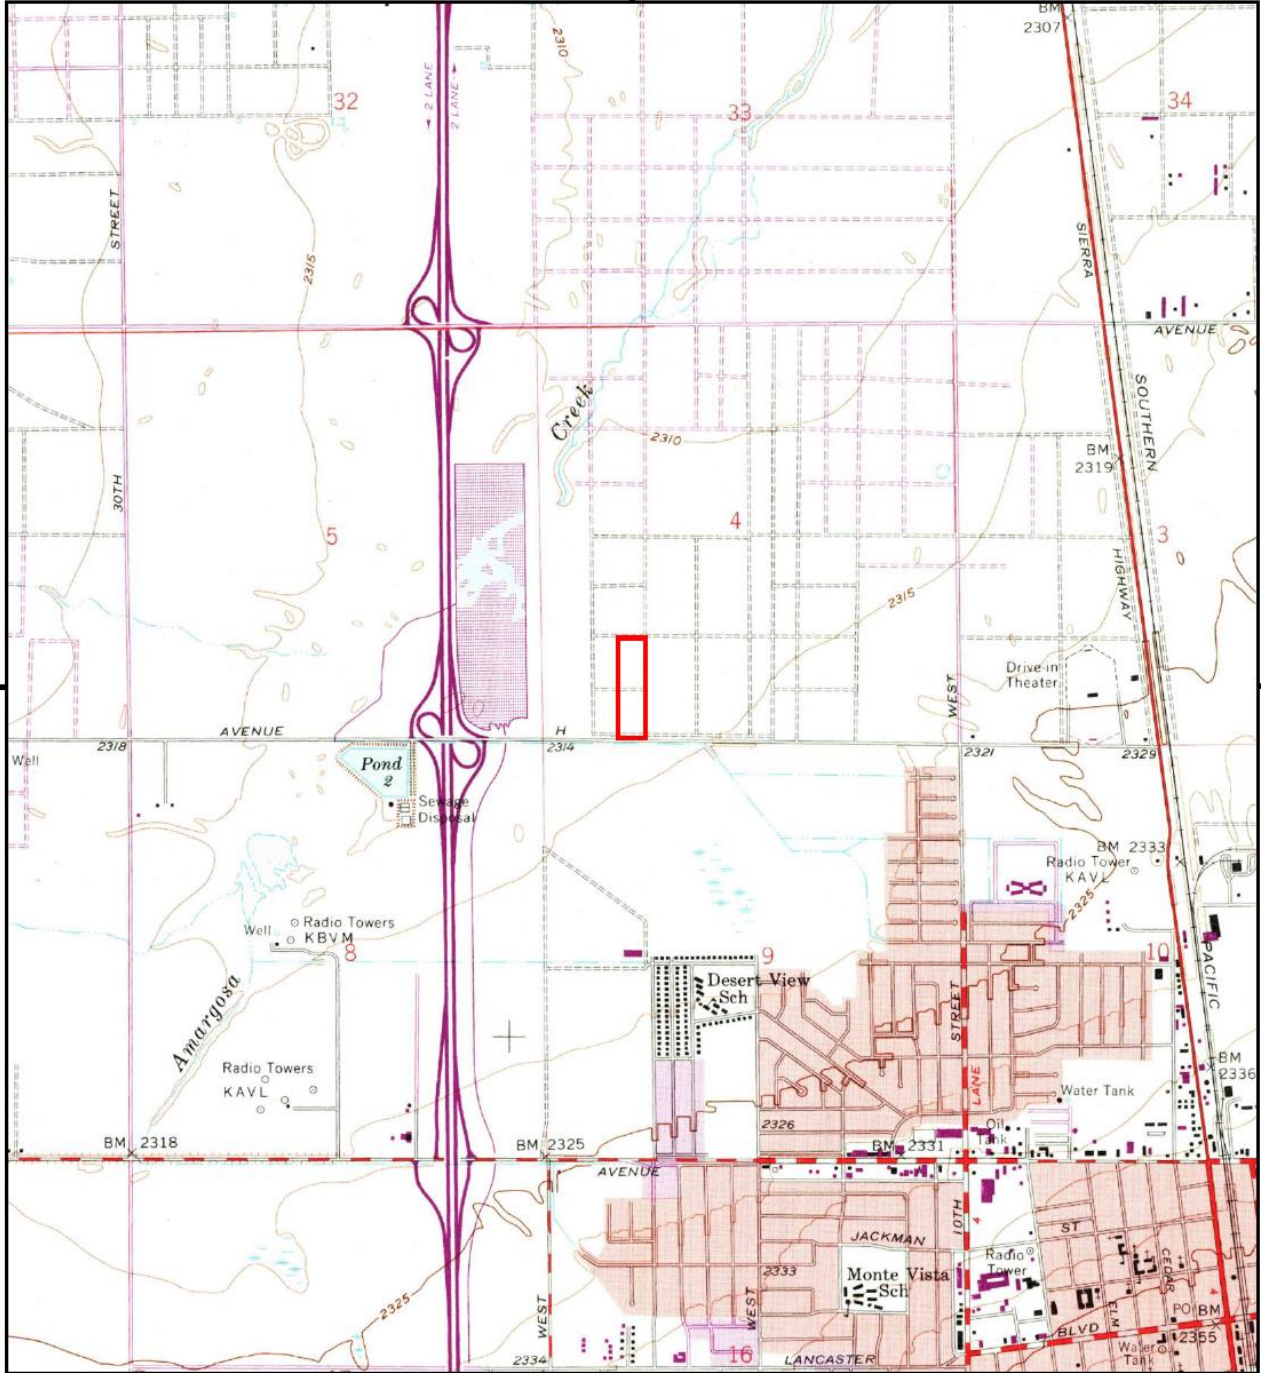 BM
2307
2310
2 LANE
2 LANE
32
33
34
STREET
2315
SIERRA
AVENUE
Creek
SOUTHERN
2310
BM
2319
30TH
5
4
3
HIGHWAY
2315
Drive-in
Theater
WEST
AVENUE
H
2318
2314
2321
2329
Well
Pond
2
Sewage
Disposal
BM 2333
Radio Tower
KAVL
2325
Radio Towers
KBVM
Well
8
9
10
PACIFIC
Desert View
Sch
STREET
Amargosa
Radio Towers
KAVL
BM
2336
LANE
Water Tank
2326
Oil
Tank
BM 2318
BM 2325
BM 2331
AVENUE
10TH
4
ST
JACKMAN
CEDAR
Radio
Tower
2333
Monte Vista
Sch
4
2325
WEST
WEST
ELM
PO
BM
2355
BLVD
Water
Tank
2334
16
LANCASTER